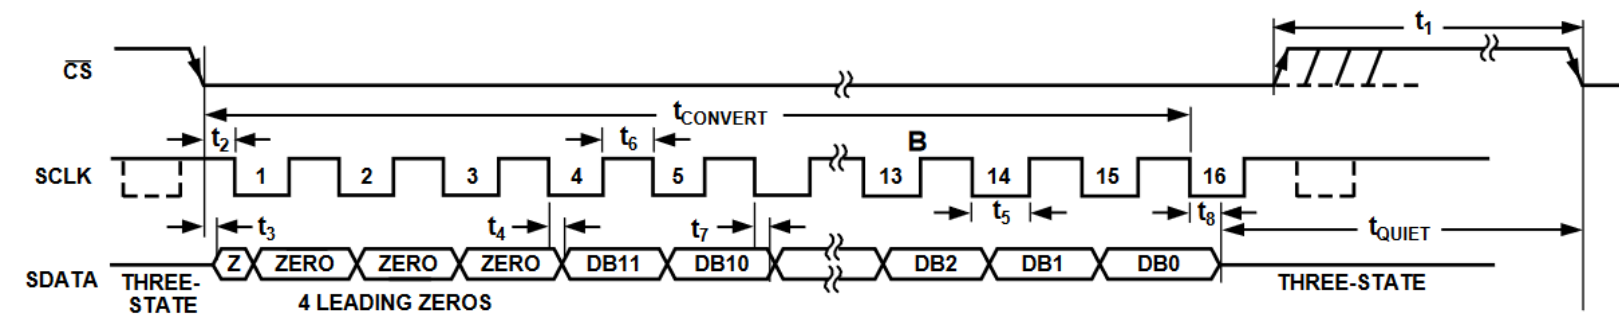 t1
CS
tCONVERT
t2
t6
B
SCLK
1
2
3
4
5
13
14
15
16
t3
t4
t7
t5
t8
tQUIET
SDATA
THREE-
STATE
Z
ZERO
ZERO
ZERO
DB11
DB10
DB2
DB1
DB0
THREE-STATE
4 LEADING ZEROS